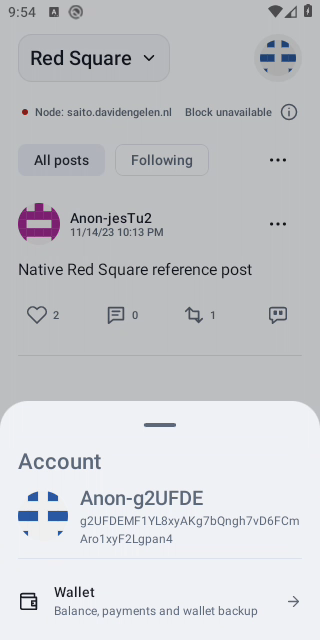 9:54
Red Square
Node: saito.davidengelen.nl Block unavailable
All posts Following
Anon-jesTu2
11/14/23 10:13 PM
Native Red Square reference post
2 0 1
Account
Anon-g2UFDE
g2UFDEMF1YL8xyAKg7bQngh7vD6FCm
Aro1xyF2Lgpan4
Wallet
Balance, payments and wallet backup